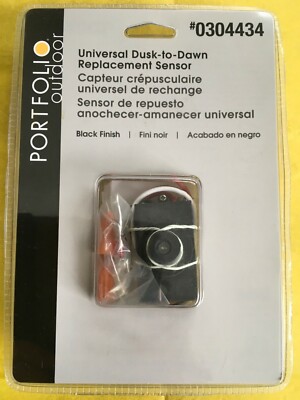 #0304434
PORTFOLIO
outdoor
Universal Dusk-to-Dawn
Replacement Sensor
Capteur crépusculaire
universel de rechange
Sensor de repuesto
anochecer-amanecer universal
Black Finish | Fini noir | Acabado en negro